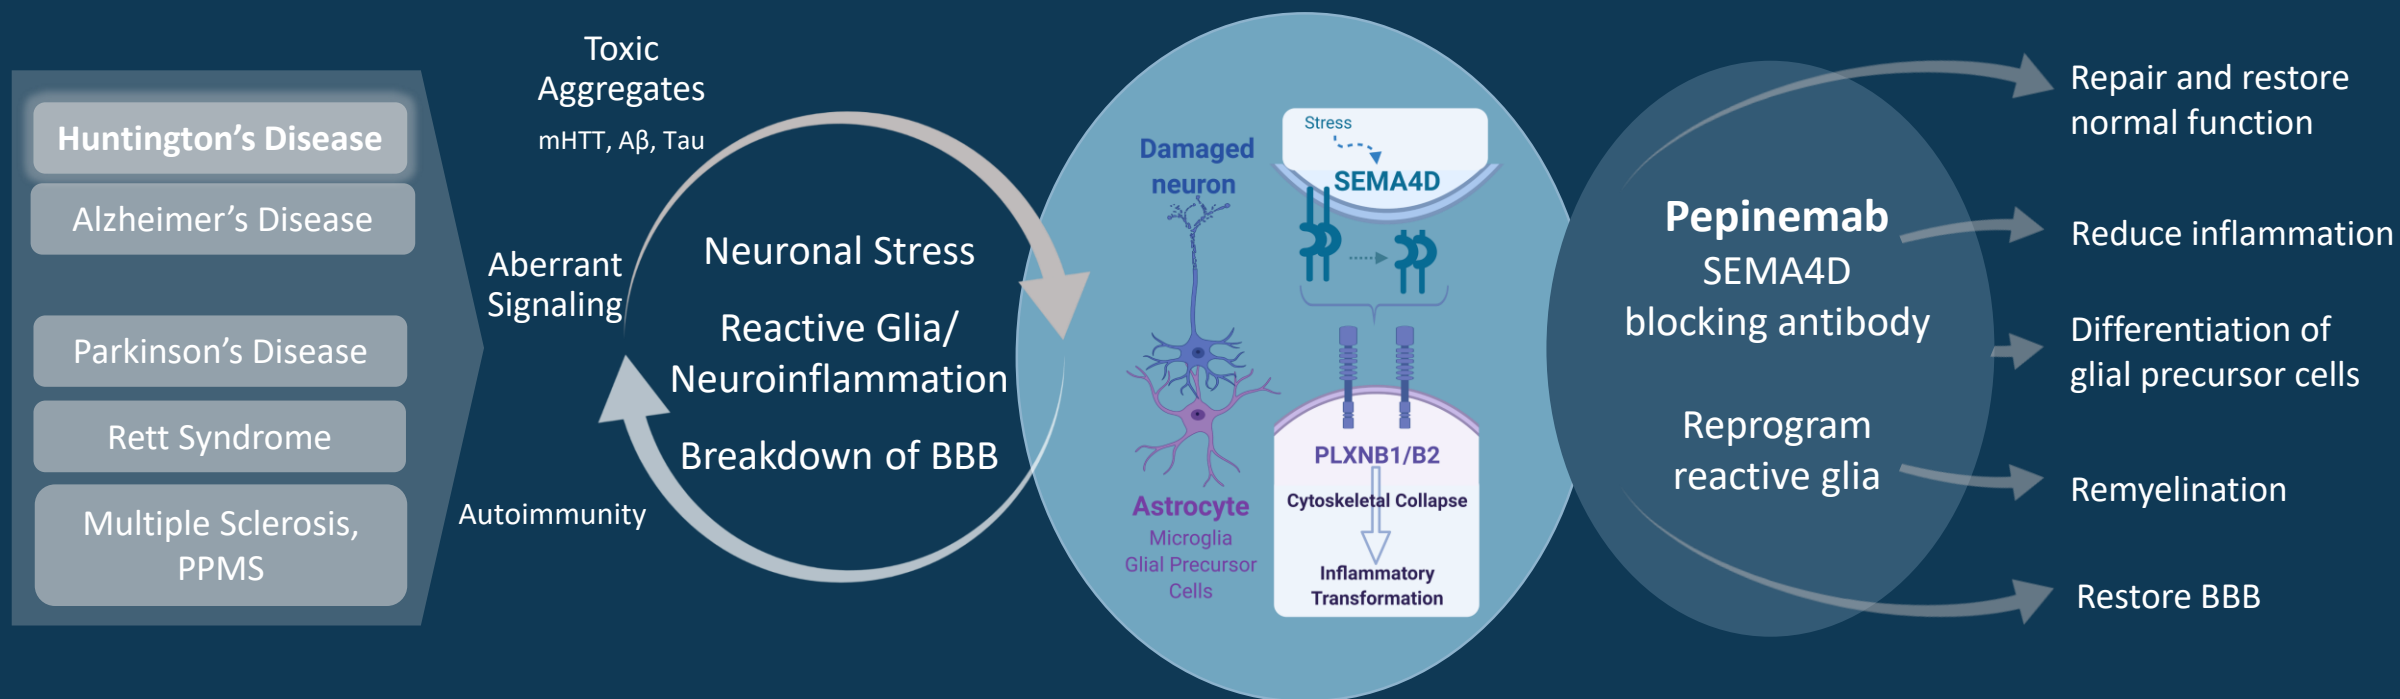 Huntington’s Disease
Alzheimer’s Disease
Parkinson’s Disease
Rett Syndrome
Multiple Sclerosis,
PPMS
Toxic
Aggregates
mHTT, Aβ, Tau
Aberrant
Signaling
Autoimmunity
Neuronal Stress
Reactive Glia/
Neuroinflammation
Breakdown of BBB
Damaged
neuron
Astrocyte
Microglia
Glial Precursor
Cells
Stress
SEMA4D
PLXNB1/B2
Cytoskeletal Collapse
Inflammatory
Transformation
Pepinemab
SEMA4D
blocking antibody
Reprogram
reactive glia
Repair and restore
normal function
Reduce inflammation
Differentiation of
glial precursor cells
Remyelination
Restore BBB